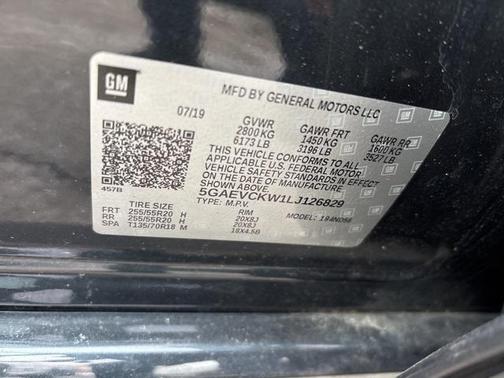 GM
MFD BY GENERAL MOTORS LLC
07/19
GVWR GAWR FRT GAWR RR
2800 KG 1450 KG 1600 KG
6173 LB 3196 LB 3527 LB
THIS VEHICLE CONFORMS TO ALL
APPLICABLE U.S. FEDERAL MOTOR
VEHICLE SAFETY STANDARDS IN EFFECT
ON THE DATE OF MANUFACTURE
SHOWN ABOVE.
5GAEVCKW1LJ126829
457B
TYPE: M.P.V. MODEL:
TIRE SIZE RIM
FRT 255/55R20 H 20X8J
RR 255/55R20 H 20X8J
SPA T135/70R18 M 18X4.5B